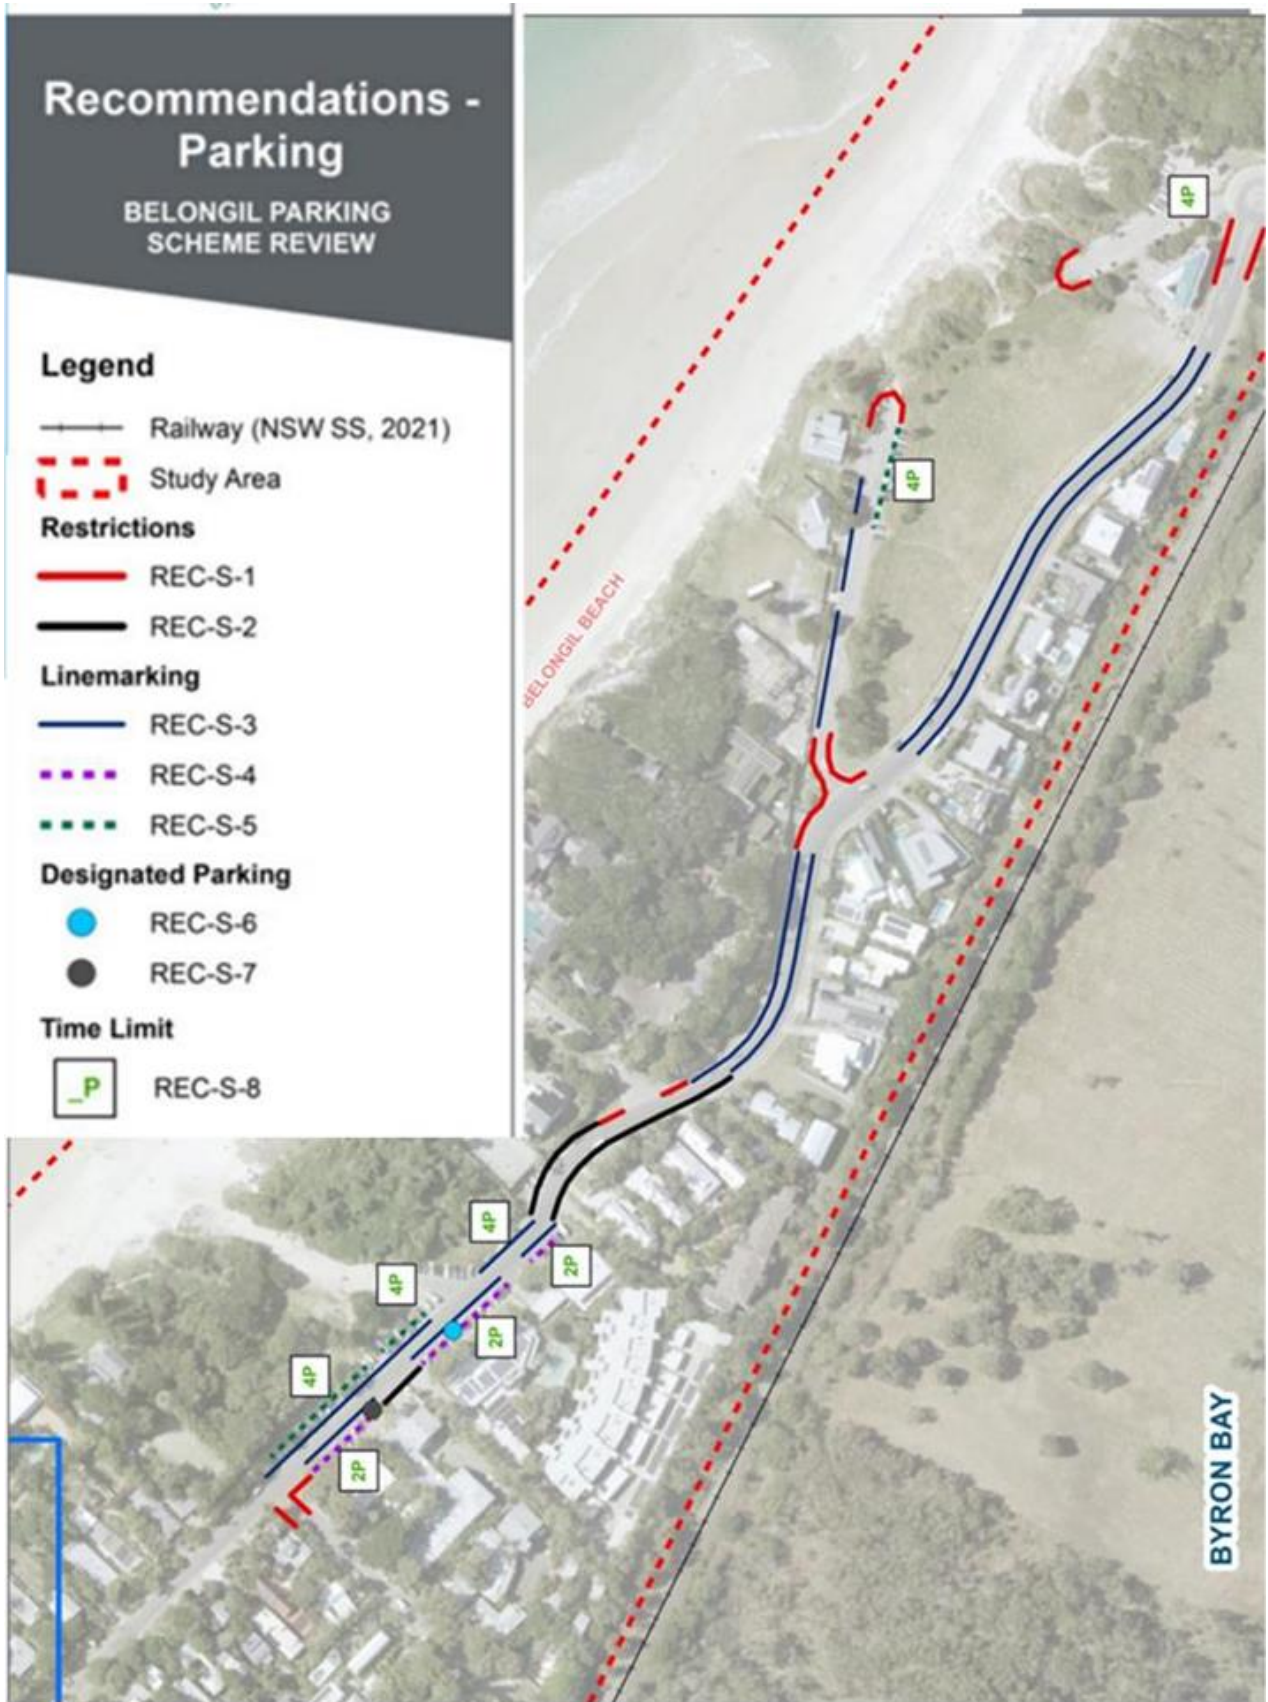 Recommendations -
Parking
BELONGIL PARKING
SCHEME REVIEW
Legend
Railway (NSW SS, 2021)
Study Area
Restrictions
REC-S-1
REC-S-2
Linemarking
REC-S-3
REC-S-4
REC-S-5
Designated Parking
REC-S-6
REC-S-7
Time Limit
_P
REC-S-8
4P
4P
BELONGIL BEACH
4P
2P
4P
2P
4P
2P
BYRON BAY